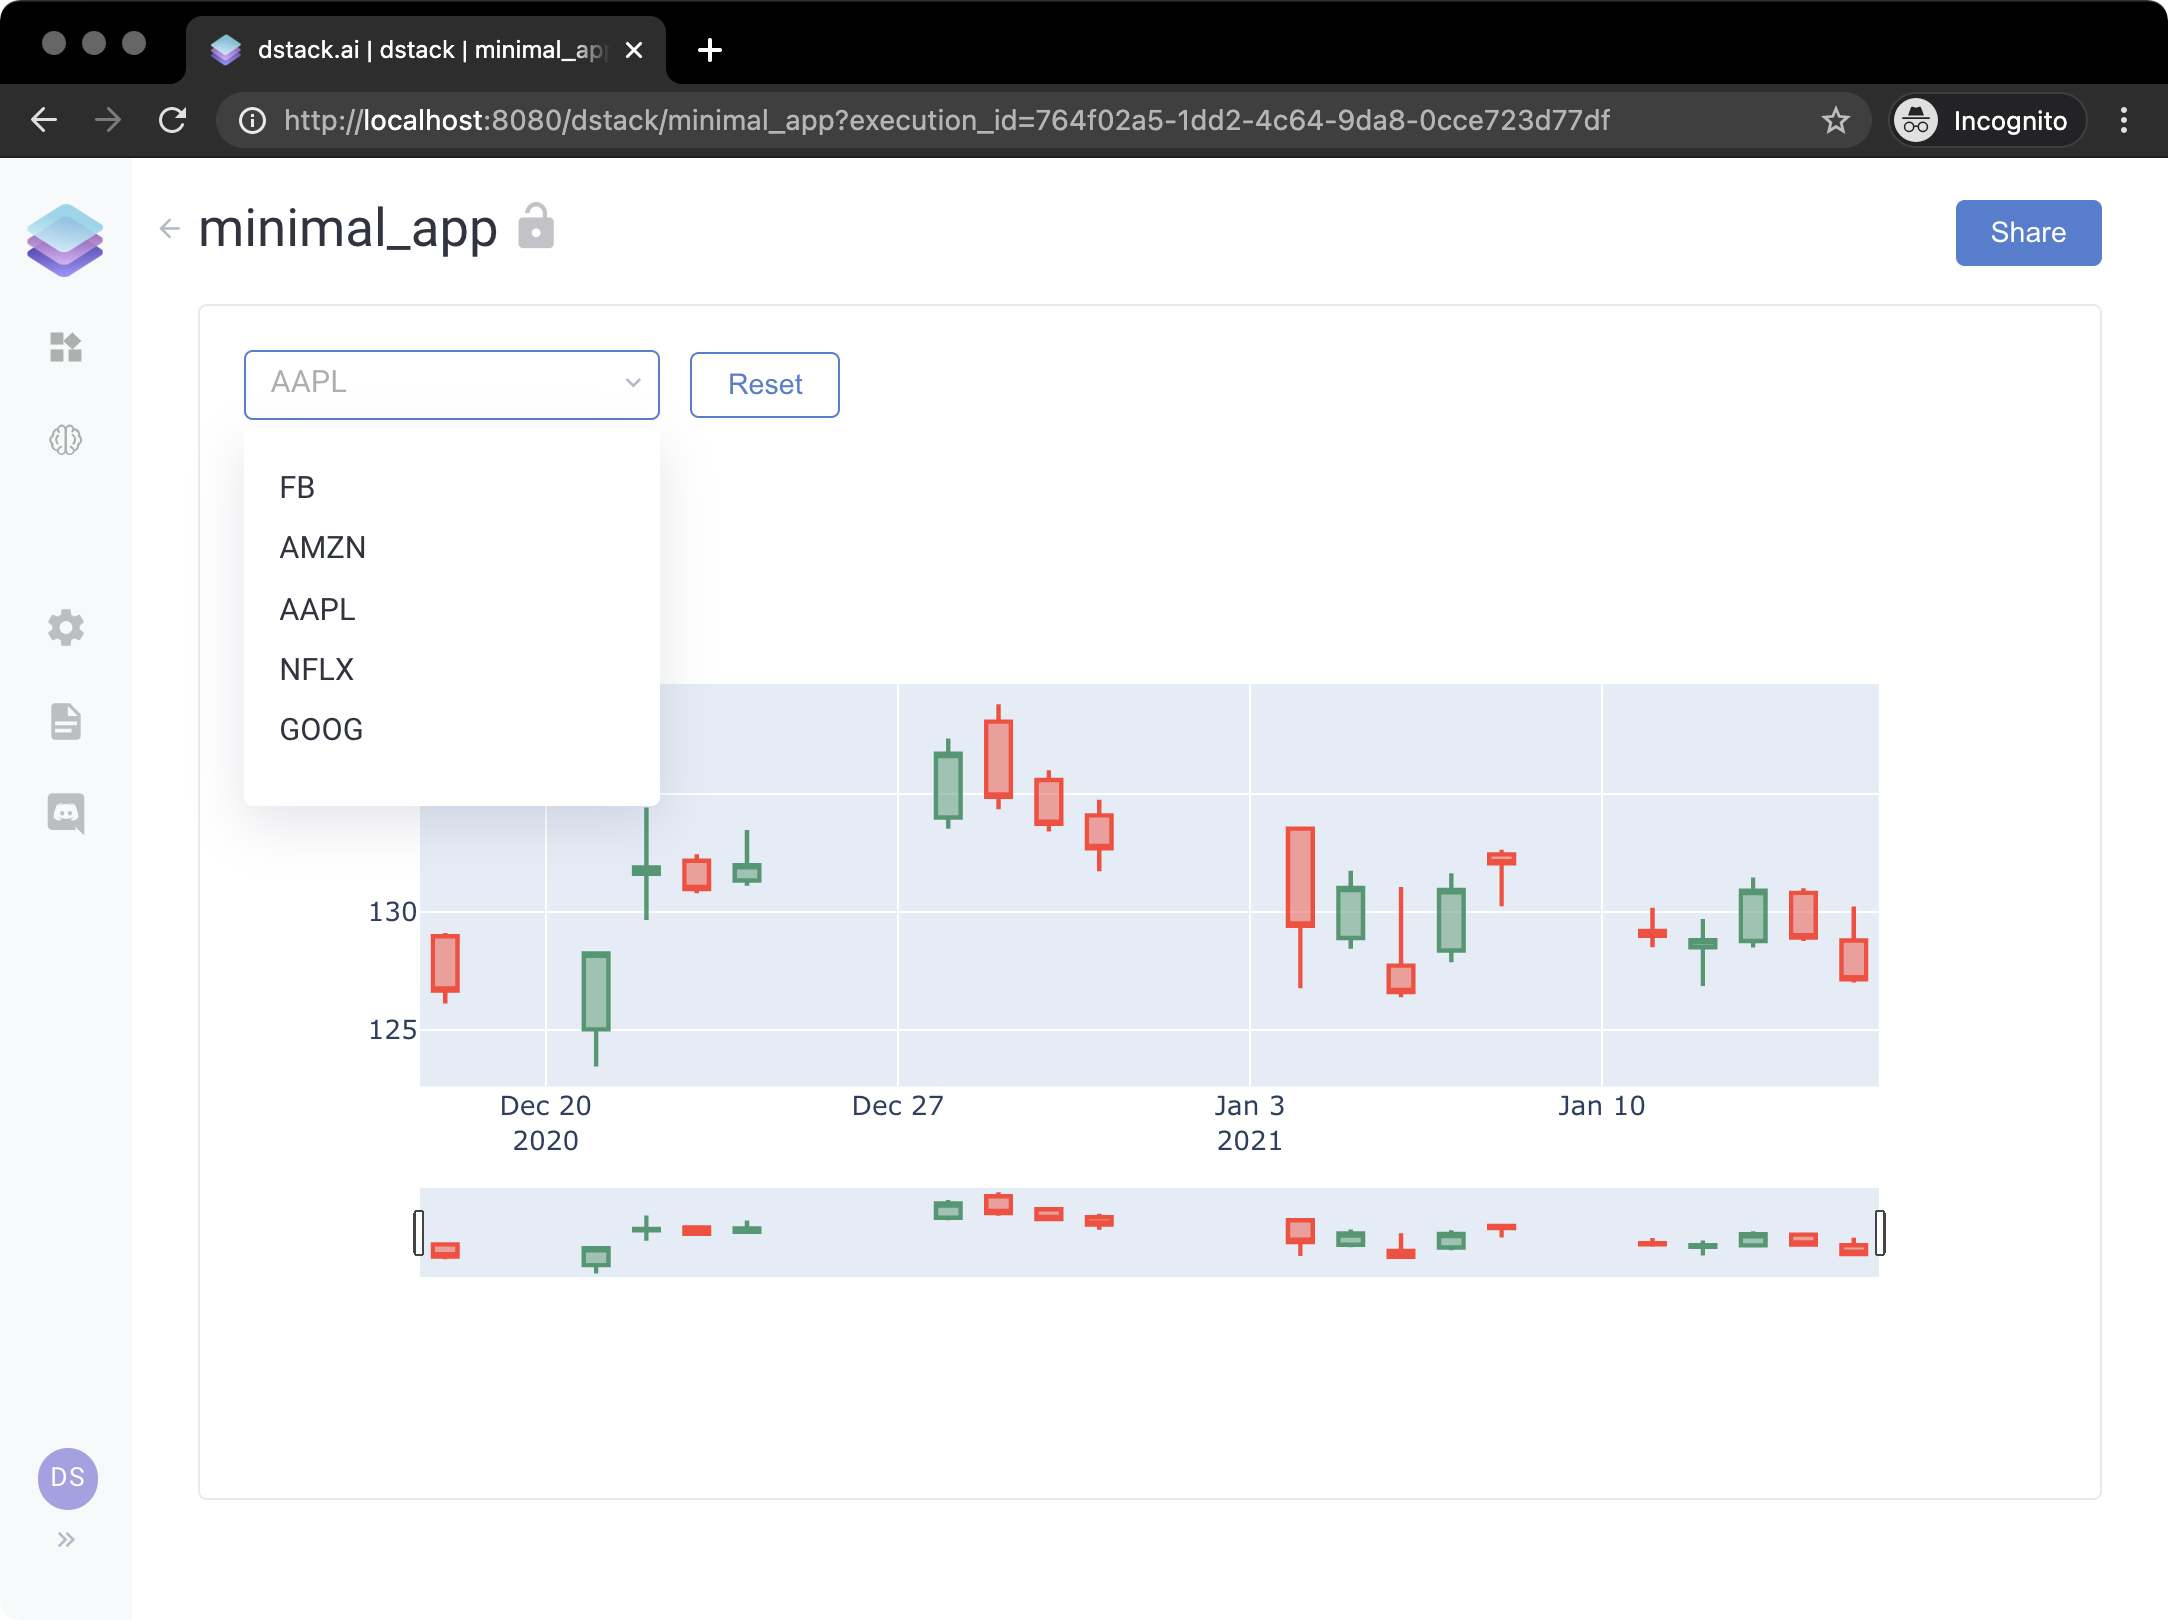 dstack.ai | dstack | minimal_app
http://localhost:8080/dstack/minimal_app?execution_id=764f02a5-1dd2-4c64-9da8-0cce723d77df
Incognito
minimal_app
Share
AAPL
Reset
FB
AMZN
AAPL
NFLX
GOOG
130
125
Dec 20
2020
Dec 27
Jan 3
2021
Jan 10
DS